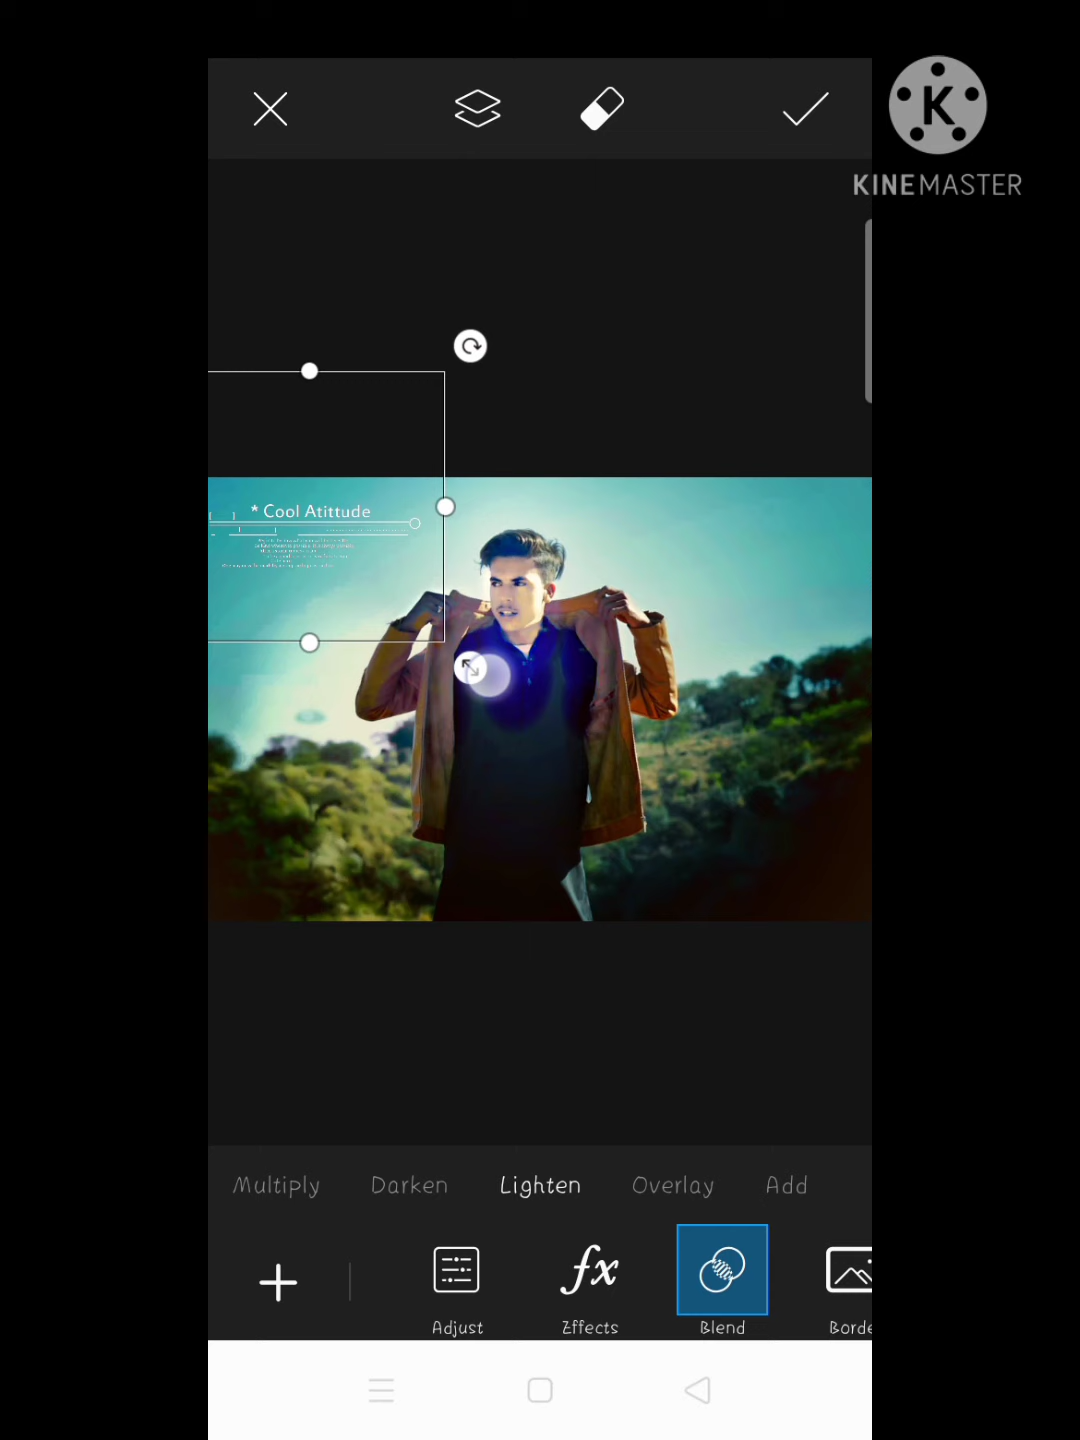 KINEMASTER
* Cool Atittude
Multiply Darken Lighten Overlay Add
Adjust Effects Blend Borde